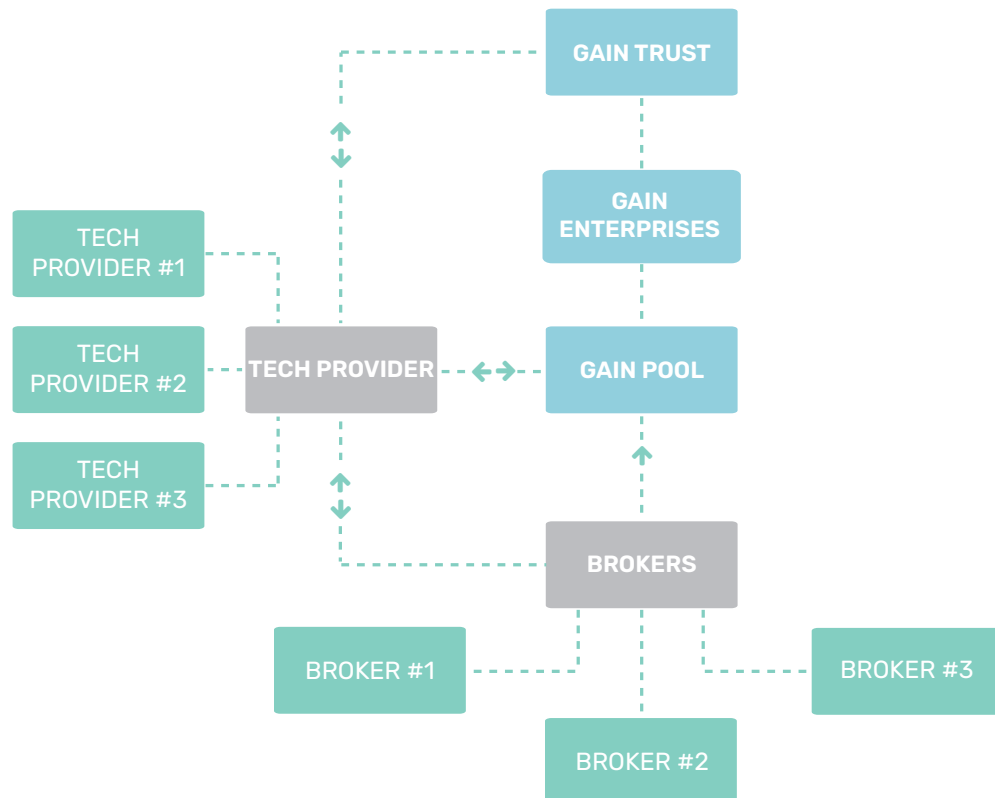 GAIN TRUST
GAIN
ENTERPRISES
TECH
PROVIDER #1
TECH
PROVIDER #2
TECH PROVIDER
GAIN POOL
TECH
PROVIDER #3
BROKERS
BROKER #1
BROKER #3
BROKER #2